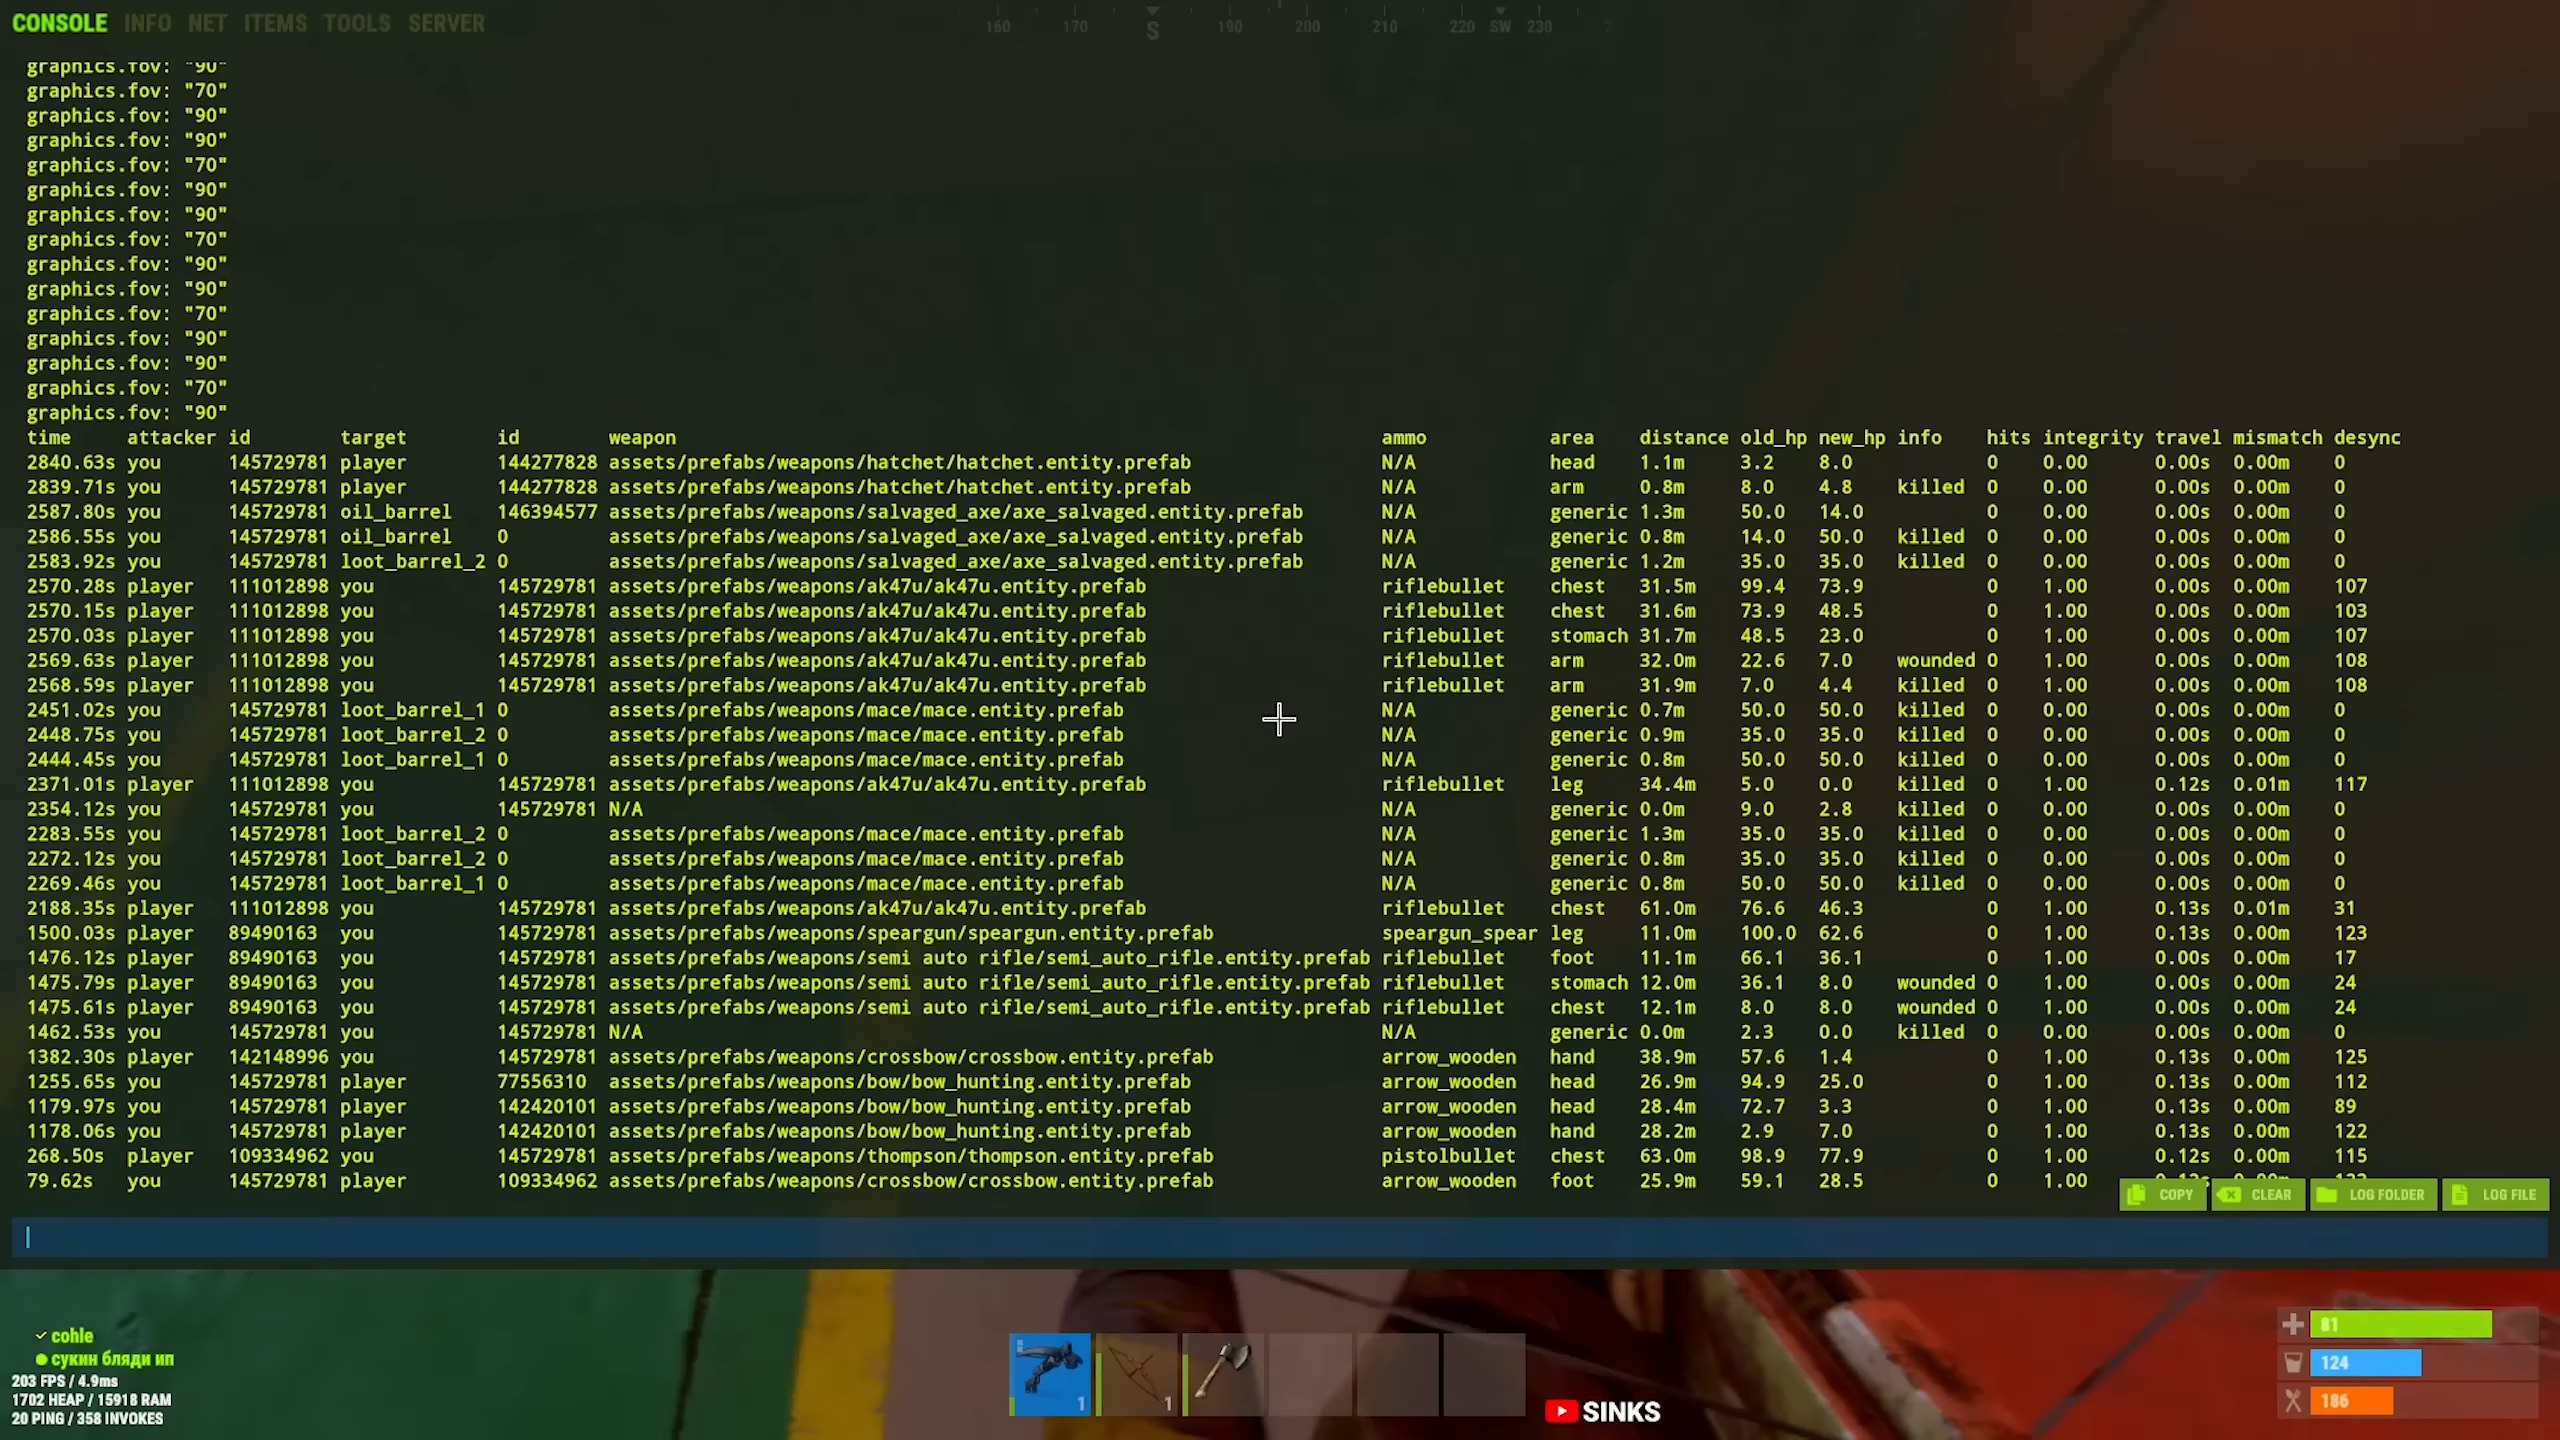 CONSOLE INFO NET ITEMS TOOLS SERVER
160 170 S 190 200 210 220 SW 230
graphics.fov: "90"
graphics.fov: "70"
graphics.fov: "90"
graphics.fov: "90"
graphics.fov: "70"
graphics.fov: "90"
graphics.fov: "90"
graphics.fov: "70"
graphics.fov: "90"
graphics.fov: "90"
graphics.fov: "70"
graphics.fov: "90"
graphics.fov: "90"
graphics.fov: "70"
graphics.fov: "90"
time attacker id target id weapon ammo area distance old_hp new_hp info hits integrity travel mismatch desync
2840.63s you 145729781 player 144277828 assets/prefabs/weapons/hatchet/hatchet.entity.prefab N/A head 1.1m 3.2 8.0 0 0.00 0.00s 0.00m 0
2839.71s you 145729781 player 144277828 assets/prefabs/weapons/hatchet/hatchet.entity.prefab N/A arm 0.8m 8.0 4.8 killed 0 0.00 0.00s 0.00m 0
2587.80s you 145729781 oil_barrel 146394577 assets/prefabs/weapons/salvaged_axe/axe_salvaged.entity.prefab N/A generic 1.3m 50.0 14.0 0 0.00 0.00s 0.00m 0
2586.55s you 145729781 oil_barrel 0 assets/prefabs/weapons/salvaged_axe/axe_salvaged.entity.prefab N/A generic 0.8m 14.0 50.0 killed 0 0.00 0.00s 0.00m 0
2583.92s you 145729781 loot_barrel_2 0 assets/prefabs/weapons/salvaged_axe/axe_salvaged.entity.prefab N/A generic 1.2m 35.0 35.0 killed 0 0.00 0.00s 0.00m 0
2570.28s player 111012898 you 145729781 assets/prefabs/weapons/ak47u/ak47u.entity.prefab riflebullet chest 31.5m 99.4 73.9 0 1.00 0.00s 0.00m 107
2570.15s player 111012898 you 145729781 assets/prefabs/weapons/ak47u/ak47u.entity.prefab riflebullet chest 31.6m 73.9 48.5 0 1.00 0.00s 0.00m 103
2570.03s player 111012898 you 145729781 assets/prefabs/weapons/ak47u/ak47u.entity.prefab riflebullet stomach 31.7m 48.5 23.0 0 1.00 0.00s 0.00m 107
2569.63s player 111012898 you 145729781 assets/prefabs/weapons/ak47u/ak47u.entity.prefab riflebullet arm 32.0m 22.6 7.0 wounded 0 1.00 0.00s 0.00m 108
2568.59s player 111012898 you 145729781 assets/prefabs/weapons/ak47u/ak47u.entity.prefab riflebullet arm 31.9m 7.0 4.4 killed 0 1.00 0.00s 0.00m 108
2451.02s you 145729781 loot_barrel_1 0 assets/prefabs/weapons/mace/mace.entity.prefab N/A generic 0.7m 50.0 50.0 killed 0 0.00 0.00s 0.00m 0
2448.75s you 145729781 loot_barrel_2 0 assets/prefabs/weapons/mace/mace.entity.prefab N/A generic 0.9m 35.0 35.0 killed 0 0.00 0.00s 0.00m 0
2444.45s you 145729781 loot_barrel_1 0 assets/prefabs/weapons/mace/mace.entity.prefab N/A generic 0.8m 50.0 50.0 killed 0 0.00 0.00s 0.00m 0
2371.01s player 111012898 you 145729781 assets/prefabs/weapons/ak47u/ak47u.entity.prefab riflebullet leg 34.4m 5.0 0.0 killed 0 1.00 0.12s 0.01m 117
2354.12s you 145729781 you 145729781 N/A N/A generic 0.0m 9.0 2.8 killed 0 0.00 0.00s 0.00m 0
2283.55s you 145729781 loot_barrel_2 0 assets/prefabs/weapons/mace/mace.entity.prefab N/A generic 1.3m 35.0 35.0 killed 0 0.00 0.00s 0.00m 0
2272.12s you 145729781 loot_barrel_2 0 assets/prefabs/weapons/mace/mace.entity.prefab N/A generic 0.8m 35.0 35.0 killed 0 0.00 0.00s 0.00m 0
2269.46s you 145729781 loot_barrel_1 0 assets/prefabs/weapons/mace/mace.entity.prefab N/A generic 0.8m 50.0 50.0 killed 0 0.00 0.00s 0.00m 0
2188.35s player 111012898 you 145729781 assets/prefabs/weapons/ak47u/ak47u.entity.prefab riflebullet chest 61.0m 76.6 46.3 0 1.00 0.13s 0.01m 31
1500.03s player 89490163 you 145729781 assets/prefabs/weapons/speargun/speargun.entity.prefab speargun_spear leg 11.0m 100.0 62.6 0 1.00 0.13s 0.00m 123
1476.12s player 89490163 you 145729781 assets/prefabs/weapons/semi auto rifle/semi_auto_rifle.entity.prefab riflebullet foot 11.1m 66.1 36.1 0 1.00 0.00s 0.00m 17
1475.79s player 89490163 you 145729781 assets/prefabs/weapons/semi auto rifle/semi_auto_rifle.entity.prefab riflebullet stomach 12.0m 36.1 8.0 wounded 0 1.00 0.00s 0.00m 24
1475.61s player 89490163 you 145729781 assets/prefabs/weapons/semi auto rifle/semi_auto_rifle.entity.prefab riflebullet chest 12.1m 8.0 8.0 wounded 0 1.00 0.00s 0.00m 24
1462.53s you 145729781 you 145729781 N/A N/A generic 0.0m 2.3 0.0 killed 0 0.00 0.00s 0.00m 0
1382.30s player 142148996 you 145729781 assets/prefabs/weapons/crossbow/crossbow.entity.prefab arrow_wooden hand 38.9m 57.6 1.4 0 1.00 0.13s 0.00m 125
1255.65s you 145729781 player 77556310 assets/prefabs/weapons/bow/bow_hunting.entity.prefab arrow_wooden head 26.9m 94.9 25.0 0 1.00 0.13s 0.00m 112
1179.97s you 145729781 player 142420101 assets/prefabs/weapons/bow/bow_hunting.entity.prefab arrow_wooden head 28.4m 72.7 3.3 0 1.00 0.13s 0.00m 89
1178.06s you 145729781 player 142420101 assets/prefabs/weapons/bow/bow_hunting.entity.prefab arrow_wooden hand 28.2m 2.9 7.0 0 1.00 0.13s 0.00m 122
268.50s player 109334962 you 145729781 assets/prefabs/weapons/thompson/thompson.entity.prefab pistolbullet chest 63.0m 98.9 77.9 0 1.00 0.12s 0.00m 115
79.62s you 145729781 player 109334962 assets/prefabs/weapons/crossbow/crossbow.entity.prefab arrow_wooden foot 25.9m 59.1 28.5 0 1.00
COPY CLEAR LOG FOLDER LOG FILE
cohle
сукин бляди ип
203 FPS / 4.9ms
1702 HEAP / 15918 RAM
20 PING / 358 INVOKES
1 1
SINKS
81
124
186